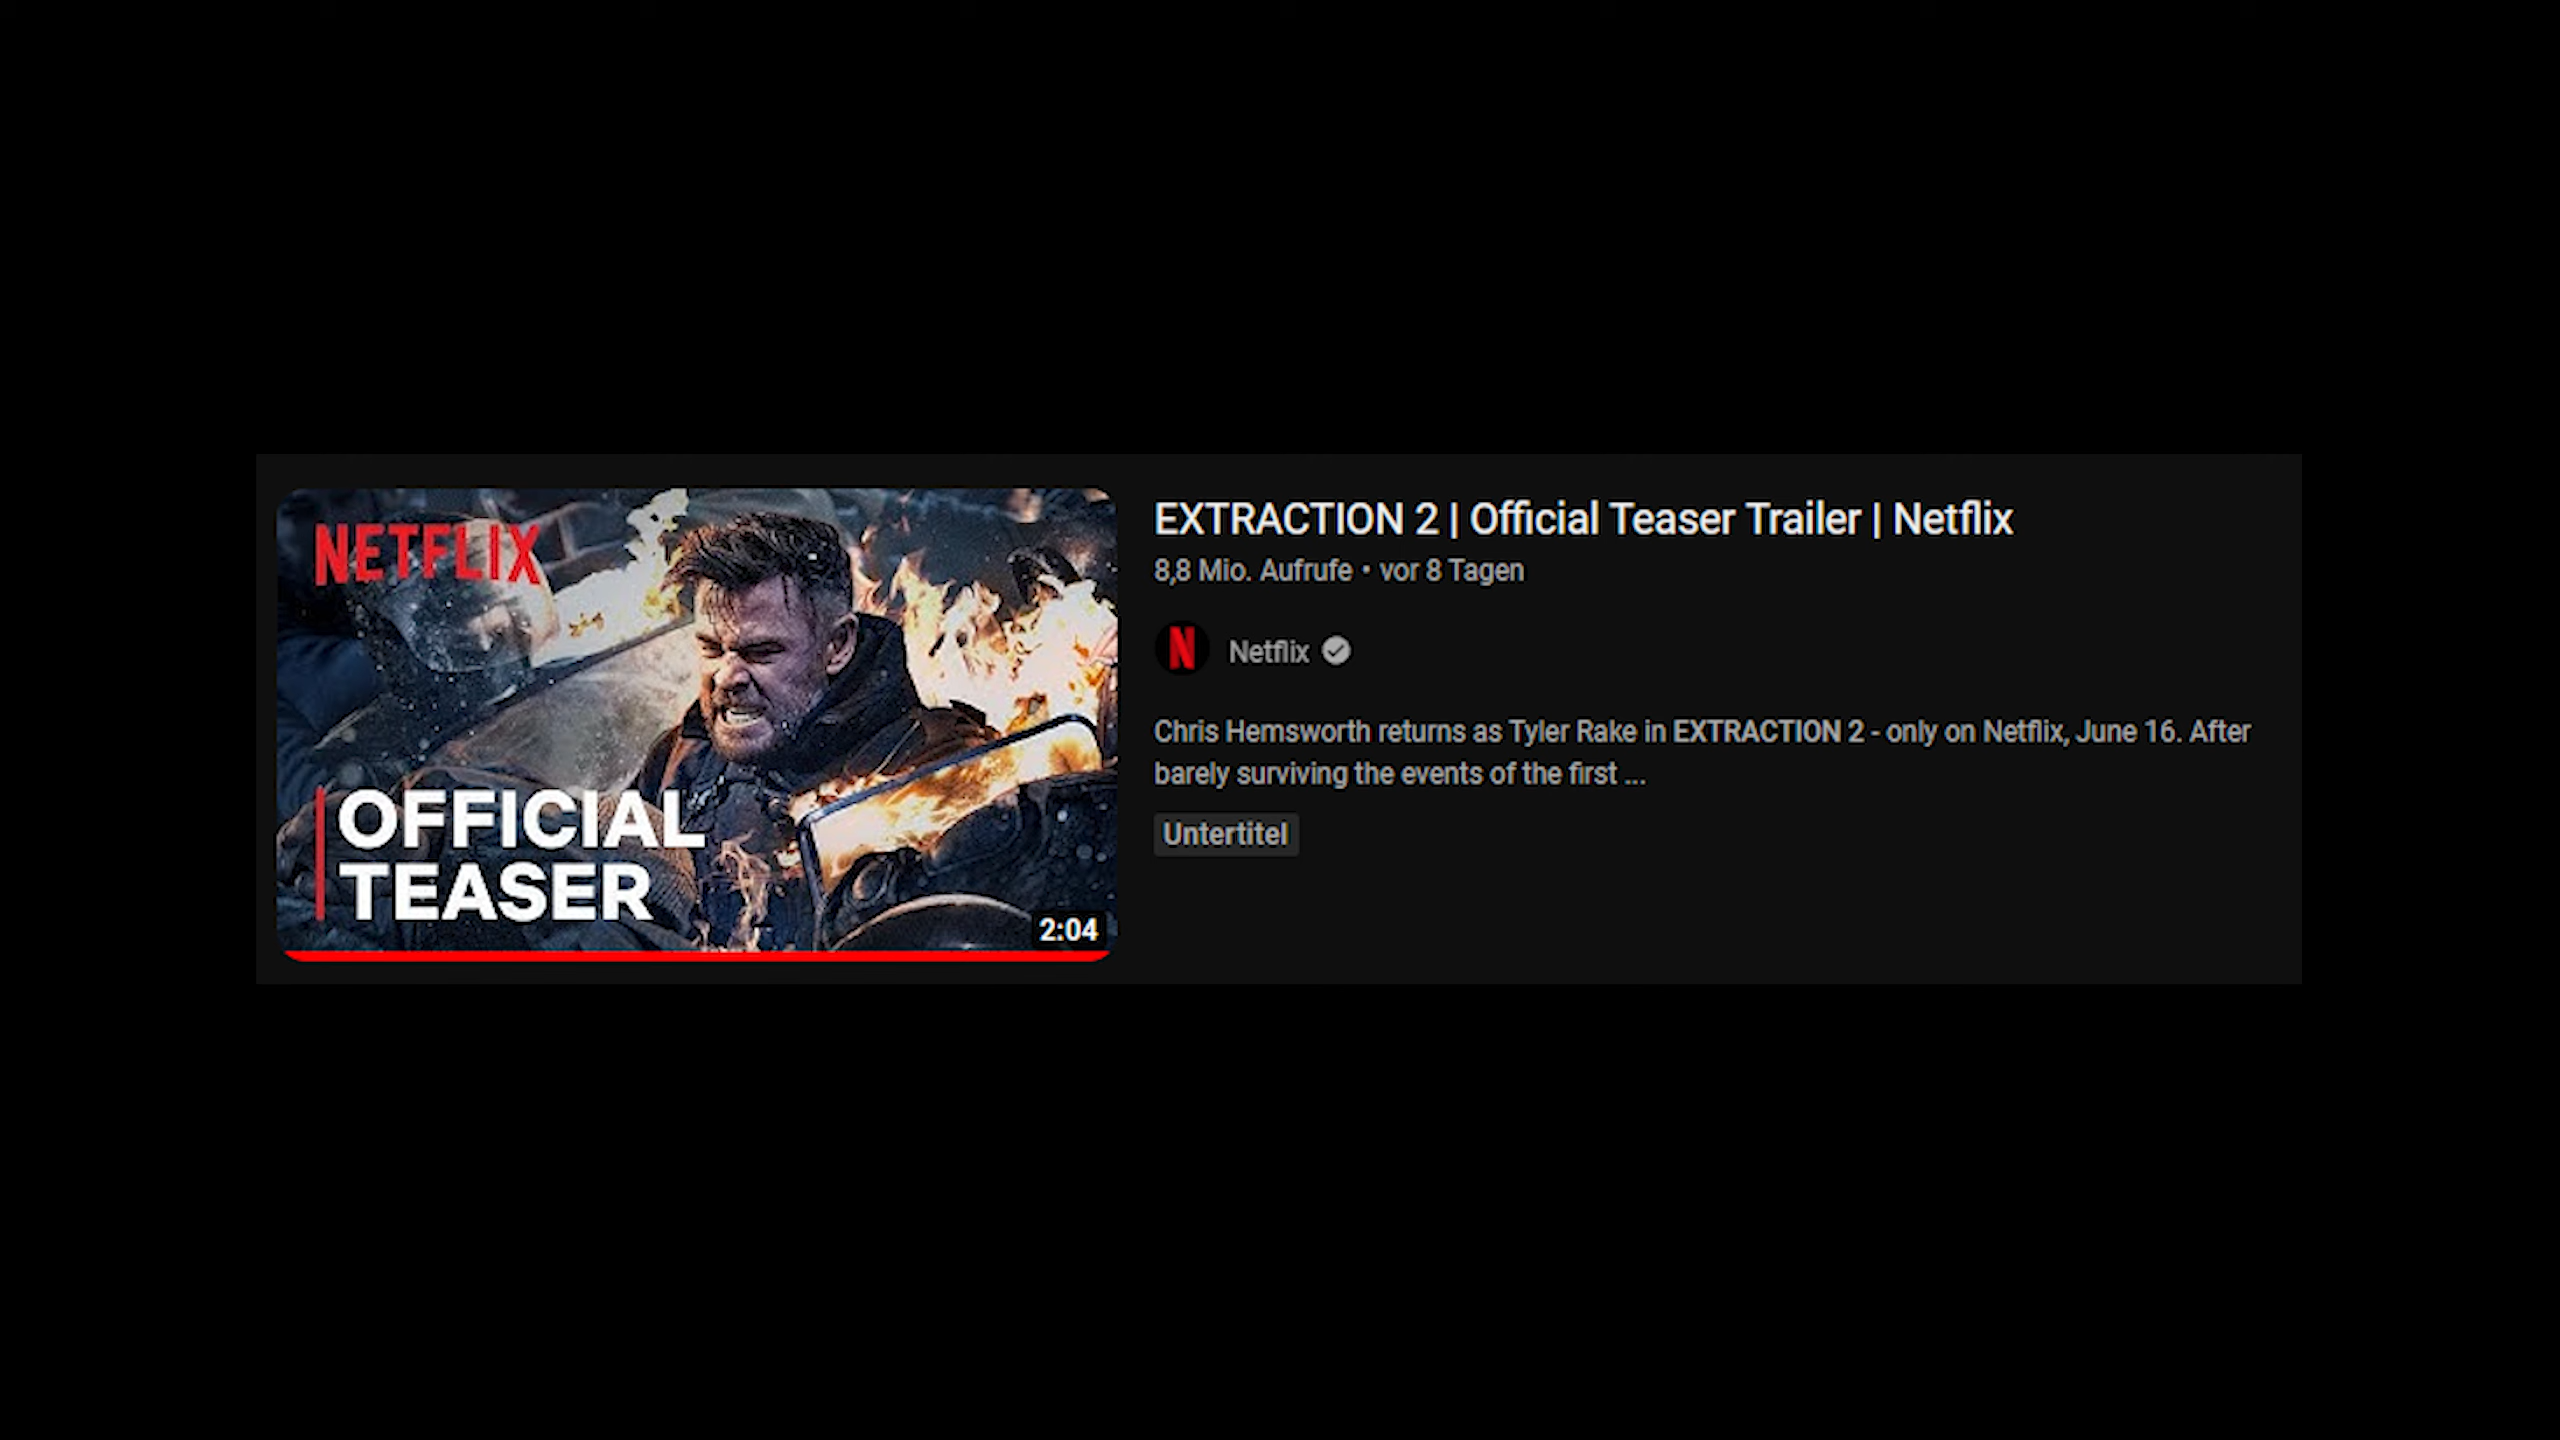 NETFLIX
OFFICIAL
TEASER
2:04
EXTRACTION 2 | Official Teaser Trailer | Netflix
8,8 Mio. Aufrufe • vor 8 Tagen
N
Netflix
Chris Hemsworth returns as Tyler Rake in EXTRACTION 2 - only on Netflix, June 16. After
barely surviving the events of the first ...
Untertitel